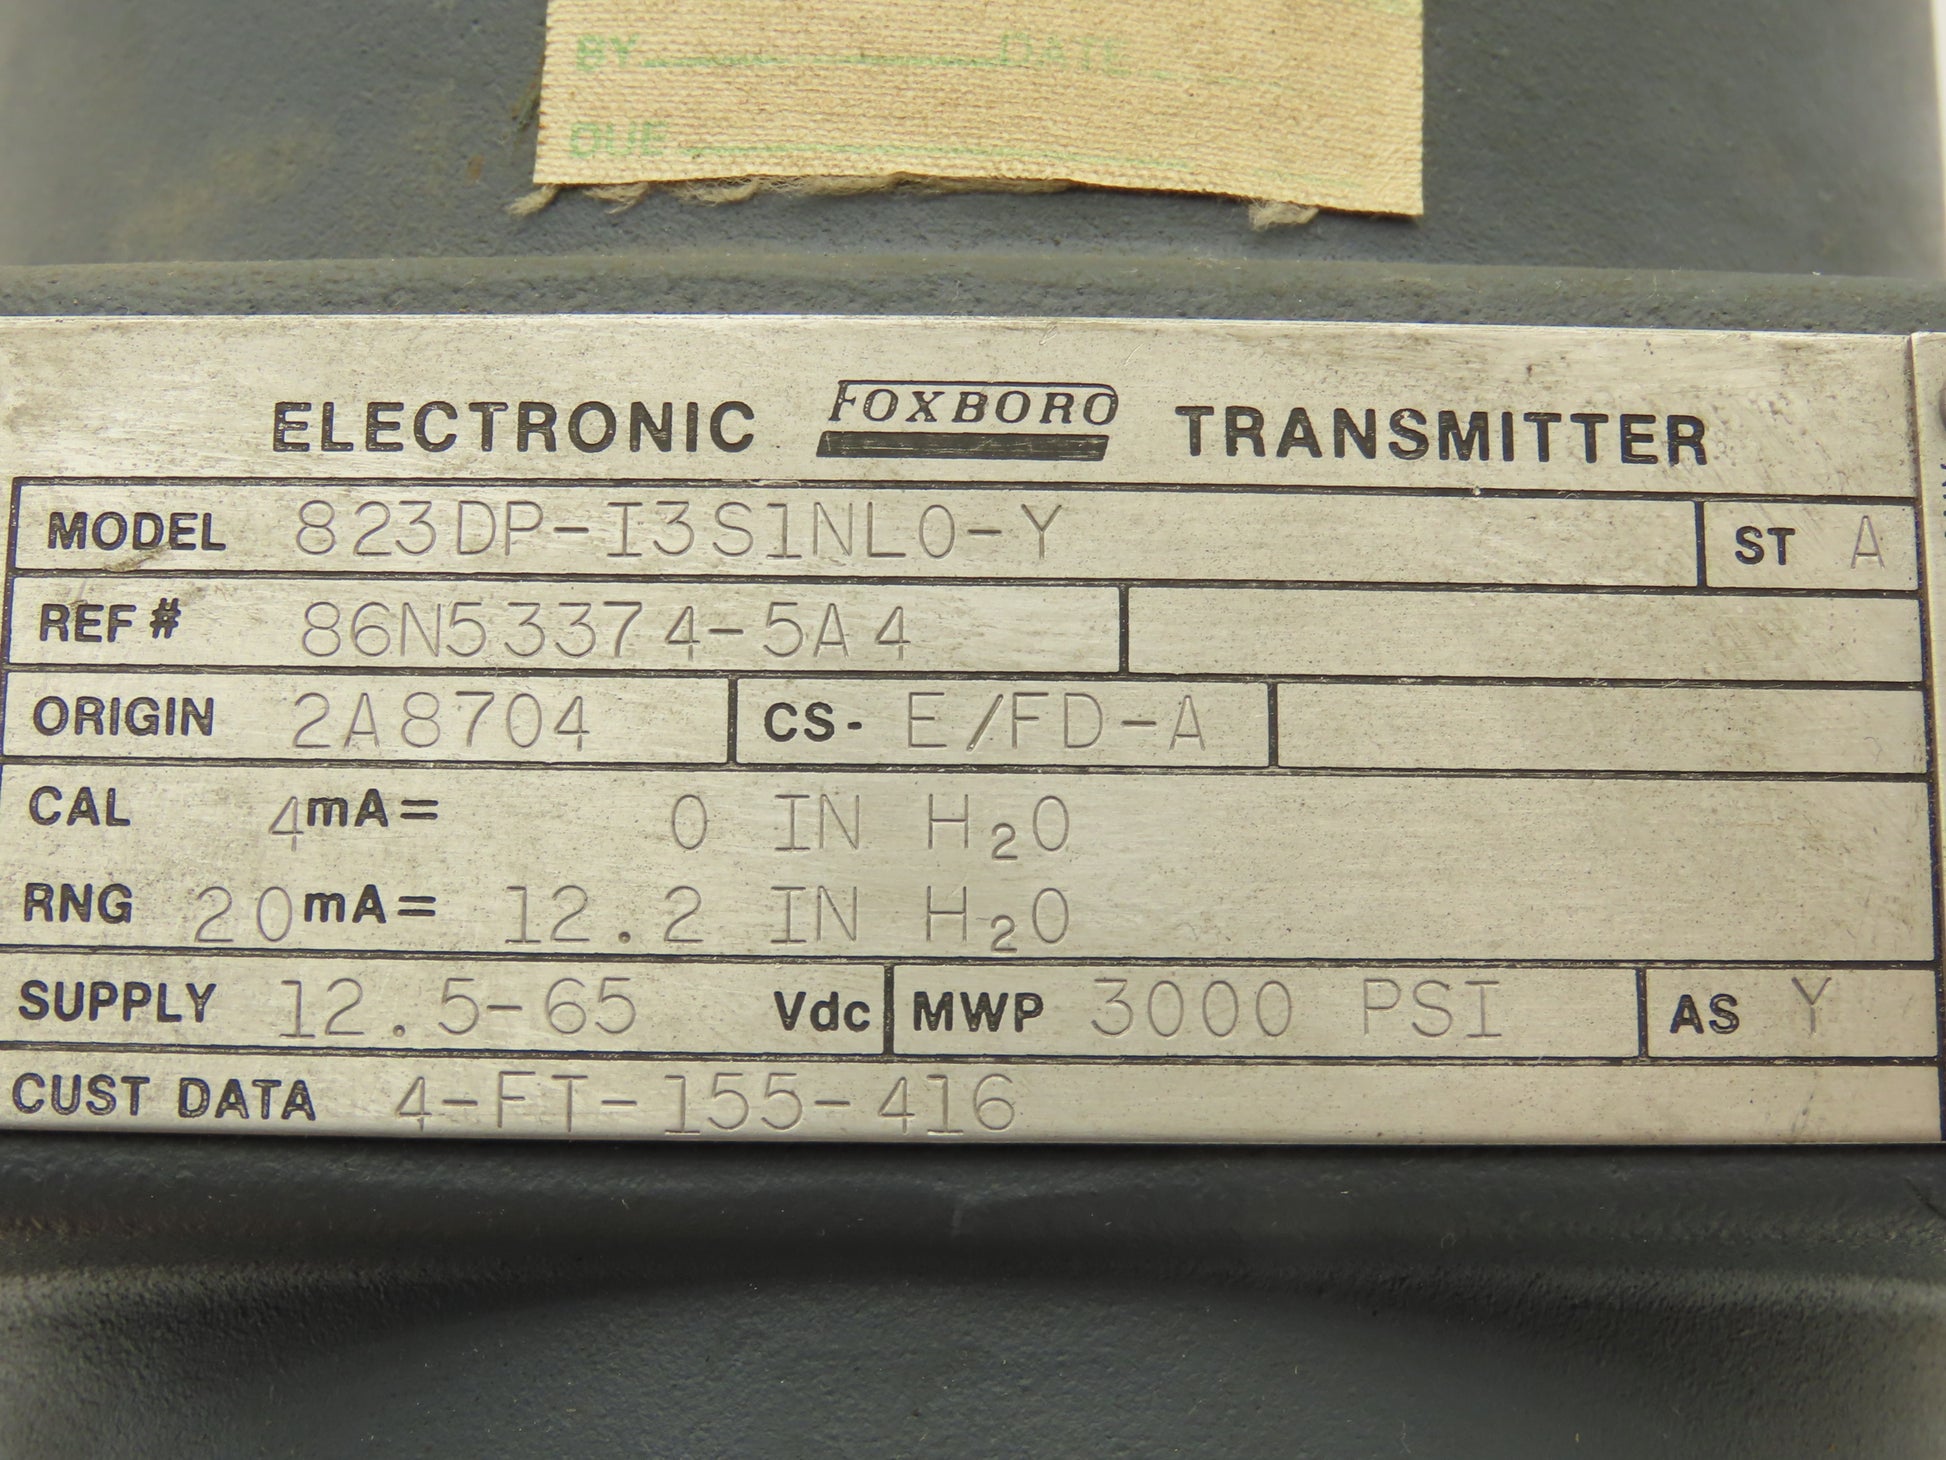 BY DATE
DUE
ELECTRONIC FOXBORO TRANSMITTER
MODEL 823DP-I3S1NL0-Y ST A
REF # 86N53374-5A4
ORIGIN 2A8704 CS- E/FD-A
CAL 4mA= 0 IN H₂O
RNG 20mA= 12.2 IN H₂O
SUPPLY 12.5-65 Vdc MWP 3000 PSI AS Y
CUST DATA 4-FT-155-416